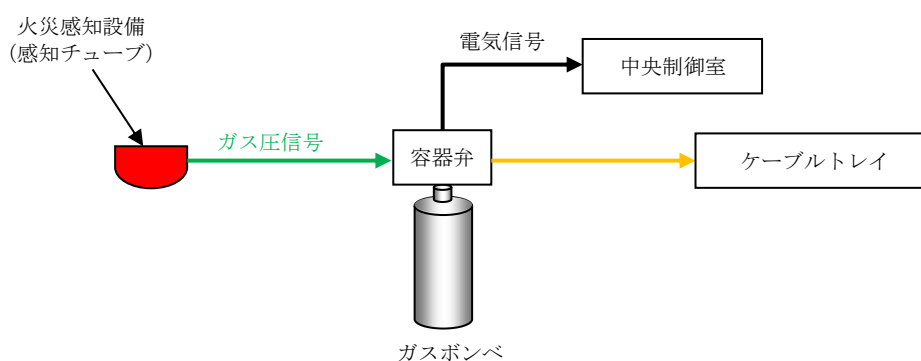 火災感知設備
(感知チューブ)
電気信号
中央制御室
ガス圧信号
容器弁
ケーブルトレイ
ガスボンベ